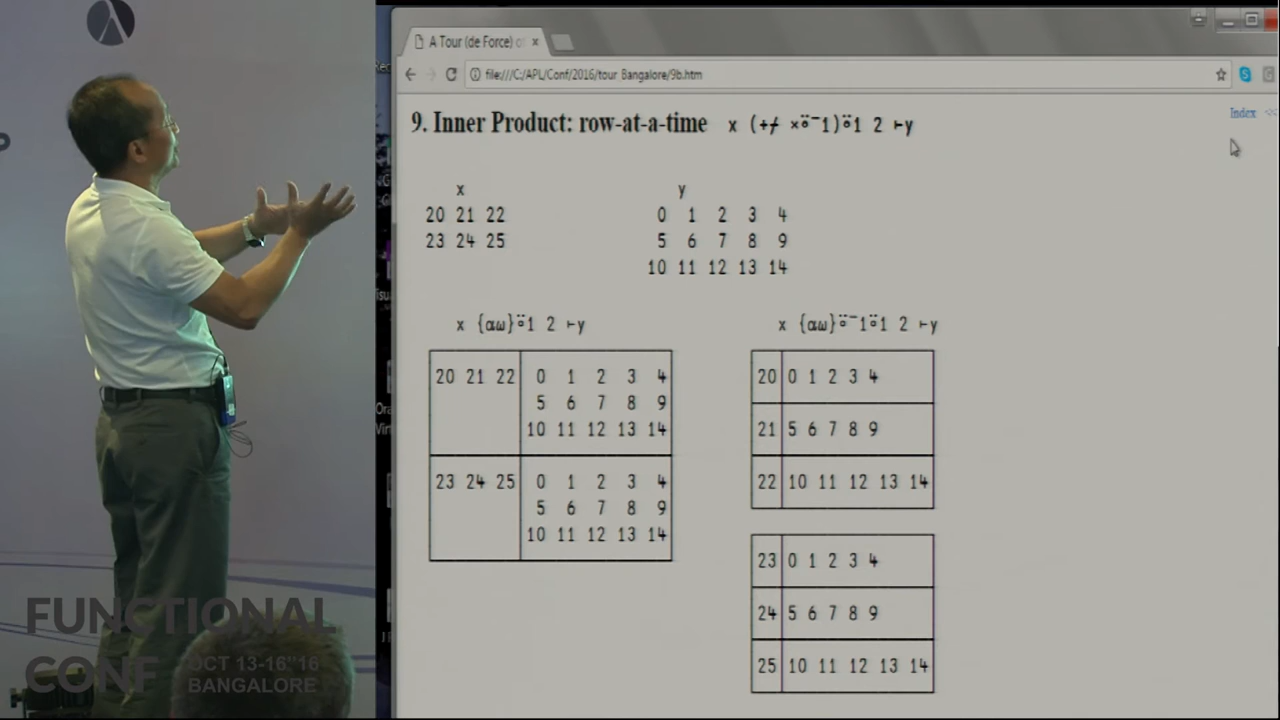 A Tour (de Force) o
file:///C:/APL/Conf/2016/tour Bangalore/9b.htm
Index <<
9. Inner Product: row-at-a-time x (+⌿ ×⍤¯1)⍤1 2 ⊢y
x
20 21 22
23 24 25
y
0 1 2 3 4
5 6 7 8 9
10 11 12 13 14
x {⍺⍵}⍤1 2 ⊢y
20 21 22 0 1 2 3 4
5 6 7 8 9
10 11 12 13 14
23 24 25 0 1 2 3 4
5 6 7 8 9
10 11 12 13 14
x {⍺⍵}⍤¯1⍤1 2 ⊢y
20 0 1 2 3 4
21 5 6 7 8 9
22 10 11 12 13 14
23 0 1 2 3 4
24 5 6 7 8 9
25 10 11 12 13 14
FUNCTIONAL
CONF OCT 13-16"16
BANGALORE